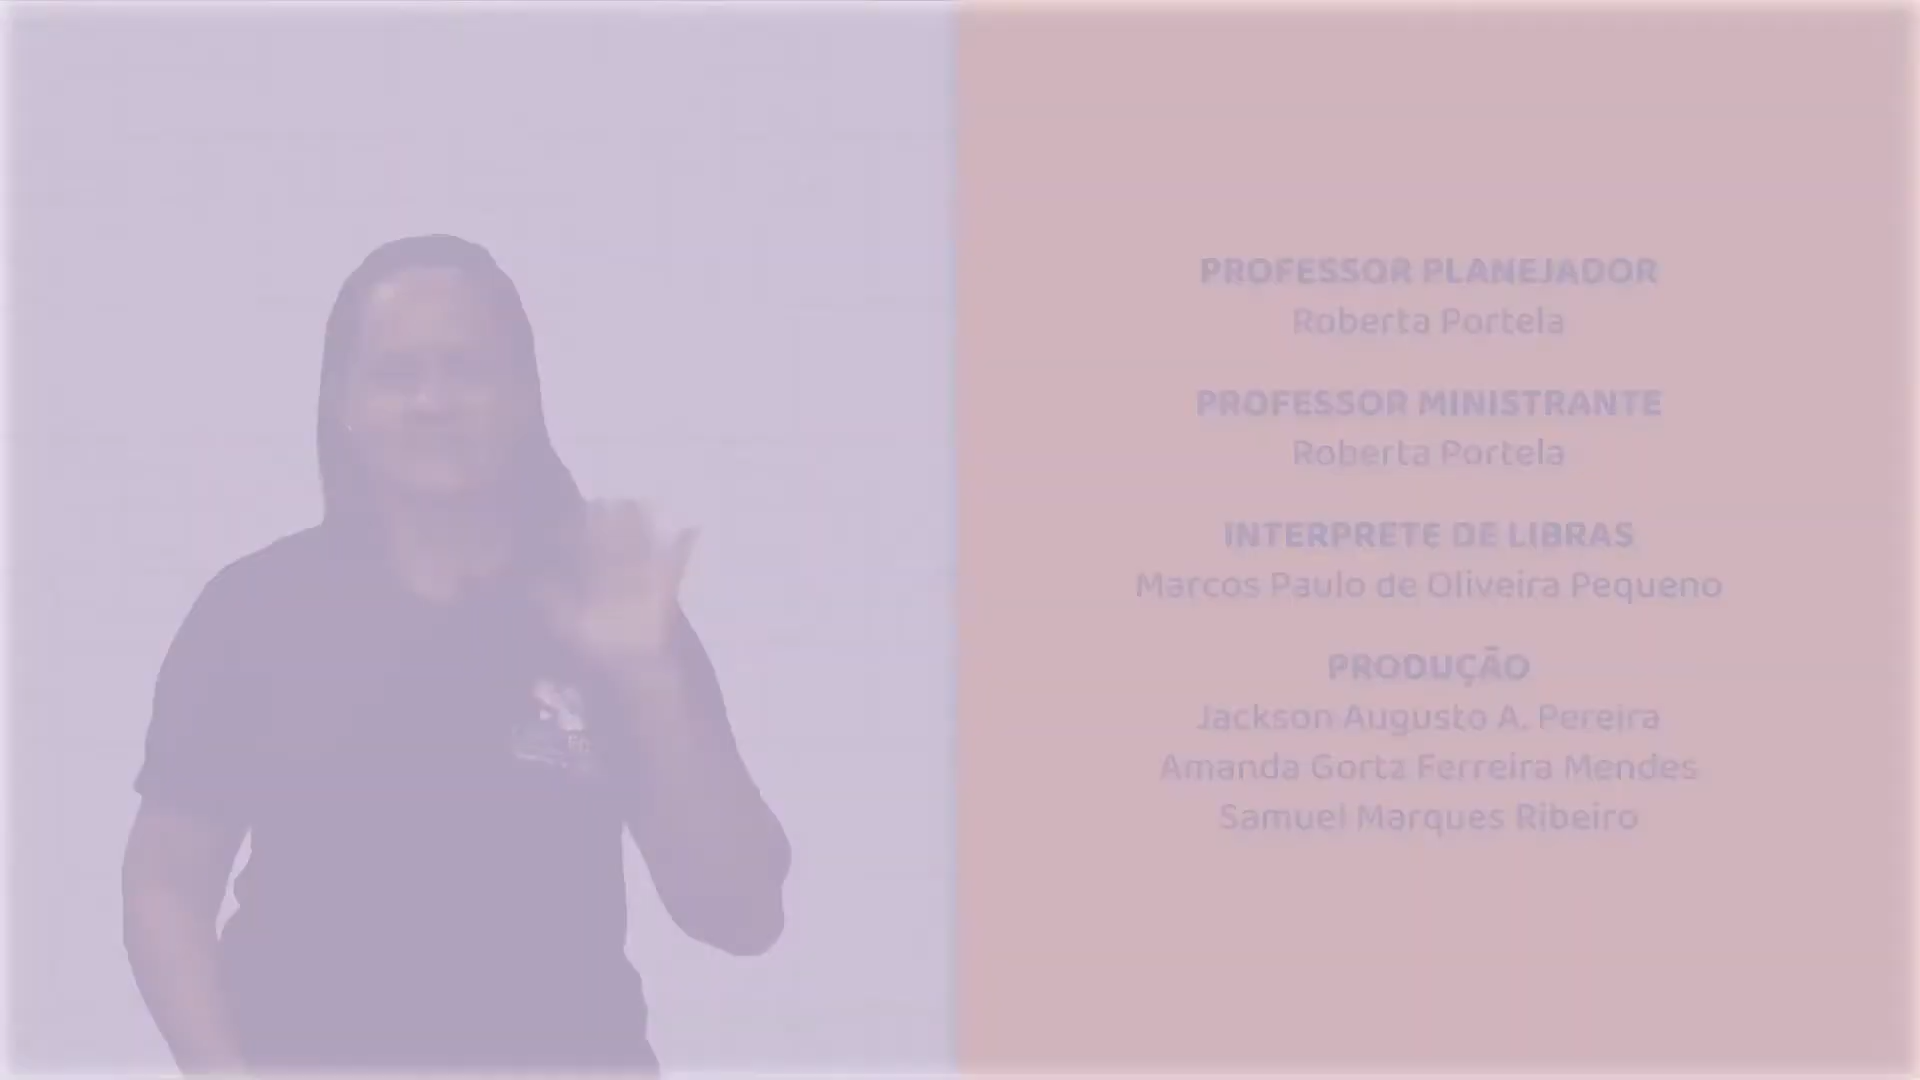 PROFESSOR PLANEJADOR
Roberta Portela
PROFESSOR MINISTRANTE
Roberta Portela
INTERPRETE DE LIBRAS
Marcos Paulo de Oliveira Pequeno
PRODUÇÃO
Jackson Augusto A. Pereira
Amanda Gortz Ferreira Mendes
Samuel Marques Ribeiro